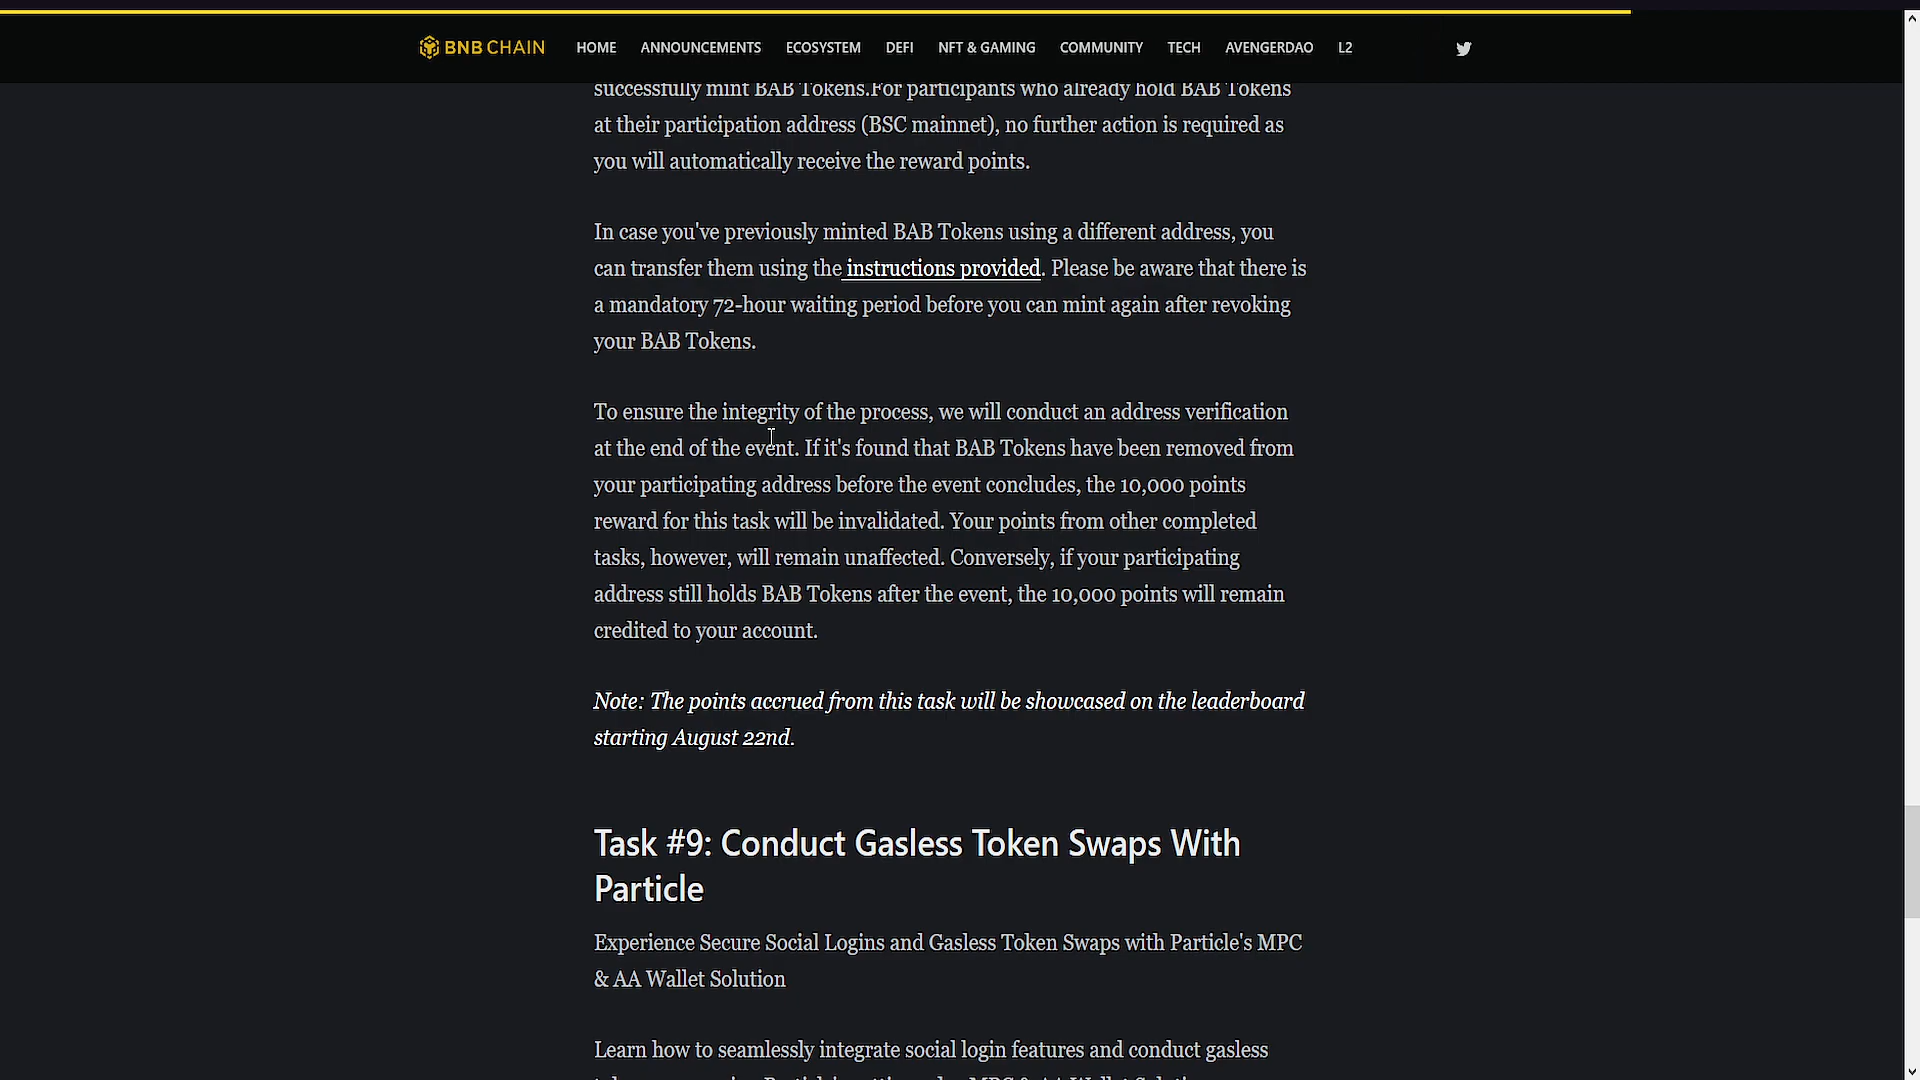 BNB CHAIN HOME ANNOUNCEMENTS ECOSYSTEM DEFI NFT & GAMING COMMUNITY TECH AVENGERDAO L2
successfully mint BAB Tokens.For participants who already hold BAB Tokens
at their participation address (BSC mainnet), no further action is required as
you will automatically receive the reward points.
In case you've previously minted BAB Tokens using a different address, you
can transfer them using the instructions provided. Please be aware that there is
a mandatory 72-hour waiting period before you can mint again after revoking
your BAB Tokens.
To ensure the integrity of the process, we will conduct an address verification
at the end of the event. If it's found that BAB Tokens have been removed from
your participating address before the event concludes, the 10,000 points
reward for this task will be invalidated. Your points from other completed
tasks, however, will remain unaffected. Conversely, if your participating
address still holds BAB Tokens after the event, the 10,000 points will remain
credited to your account.
Note: The points accrued from this task will be showcased on the leaderboard
starting August 22nd.
Task #9: Conduct Gasless Token Swaps With
Particle
Experience Secure Social Logins and Gasless Token Swaps with Particle's MPC
& AA Wallet Solution
Learn how to seamlessly integrate social login features and conduct gasless